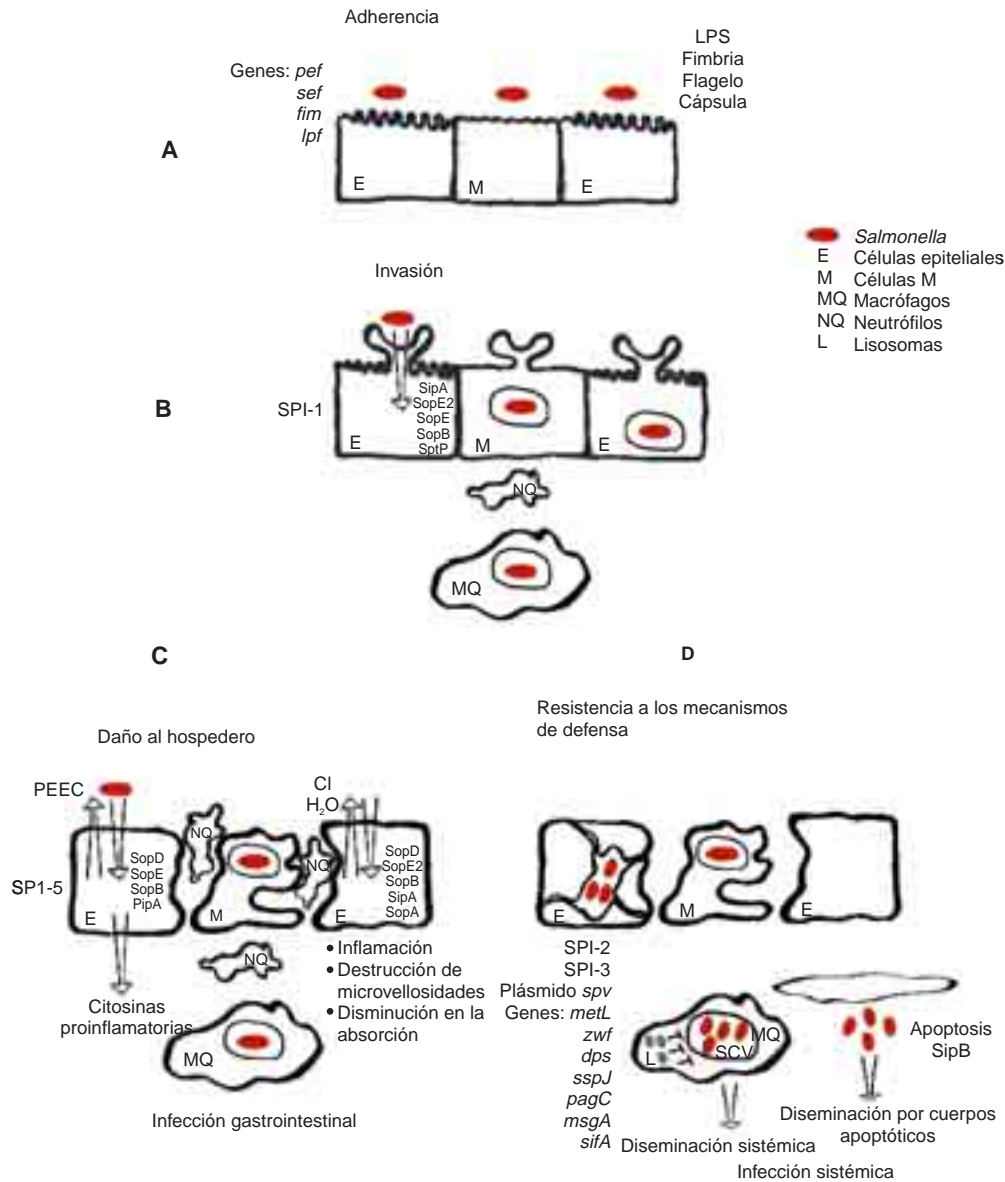 Adherencia
Genes: pef
sef
fim
lpf
LPS
Fimbria
Flagelo
Cápsula
A
E
M
E
Salmonella
E Células epiteliales
M Células M
MQ Macrófagos
NQ Neutrófilos
L Lisosomas
Invasión
B
SPI-1
SipA
SopE2
SopE
SopB
SptP
E
M
E
NQ
MQ
C
Daño al hospedero
PEEC
Cl
H₂O
NQ
NQ
SP1-5
SopD
SopE
SopB
PipA
E
M
SopD
SopE2
SopB
SipA
SopA
E
NQ
Citosinas
proinflamatorias
• Inflamación
• Destrucción de
microvellosidades
• Disminución en la
absorción
MQ
Infección gastrointestinal
D
Resistencia a los mecanismos
de defensa
E
M
E
SPI-2
SPI-3
Plásmido spv
Genes: metL
zwf
dps
sspJ
pagC
msgA
sifA
L
SCV
MQ
Apoptosis
SipB
Diseminación sistémica
Diseminación por cuerpos
apoptóticos
Infección sistémica